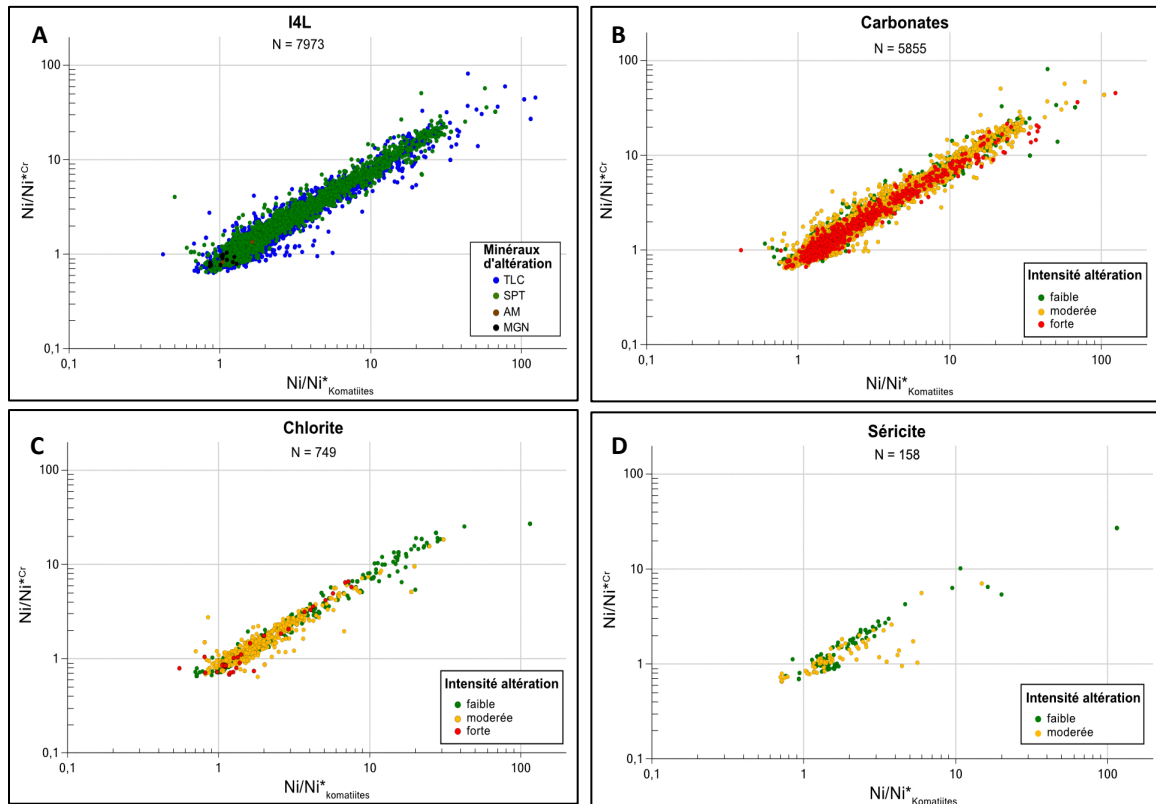 A
I4L
N = 7973
100
10
1
0,1
Ni/Ni*Cr
0,1
1
10
100
Ni/Ni*Komatiites
Minéraux
d'altération
TLC
SPT
AM
MGN
B
Carbonates
N = 5855
100
10
1
0,1
Ni/Ni*Cr
0,1
1
10
100
Ni/Ni*Komatiites
Intensité altération
faible
moderée
forte
C
Chlorite
N = 749
100
10
1
0,1
Ni/Ni*Cr
0,1
1
10
100
Ni/Ni*komatiites
Intensité altération
faible
moderée
forte
D
Séricite
N = 158
100
10
1
0,1
Ni/Ni*Cr
0,1
1
10
100
Ni/Ni*Komatiites
Intensité altération
faible
moderée